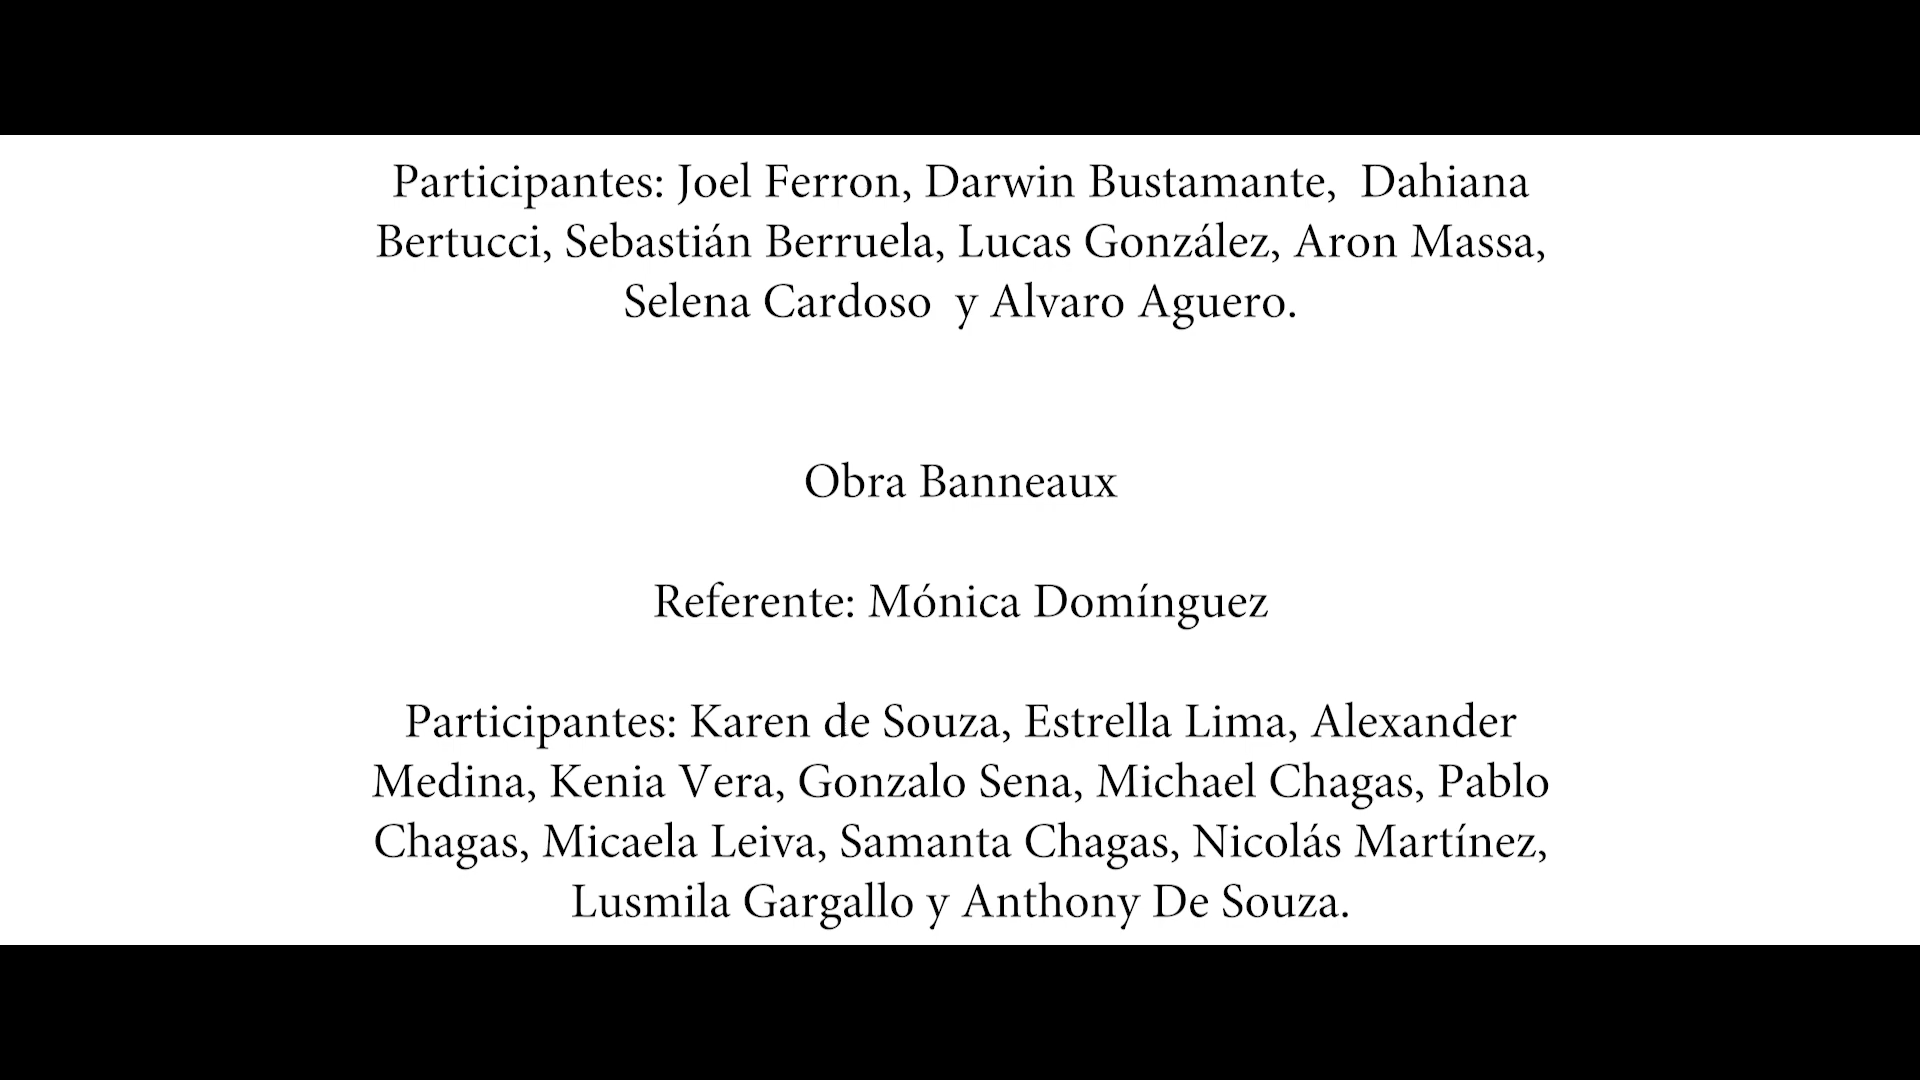 Participantes: Joel Ferron, Darwin Bustamante,  Dahiana
Bertucci, Sebastián Berruela, Lucas González, Aron Massa,
Selena Cardoso  y Alvaro Aguero.
Obra Banneaux
Referente: Mónica Domínguez
Participantes: Karen de Souza, Estrella Lima, Alexander
Medina, Kenia Vera, Gonzalo Sena, Michael Chagas, Pablo
Chagas, Micaela Leiva, Samanta Chagas, Nicolás Martínez,
Lusmila Gargallo y Anthony De Souza.